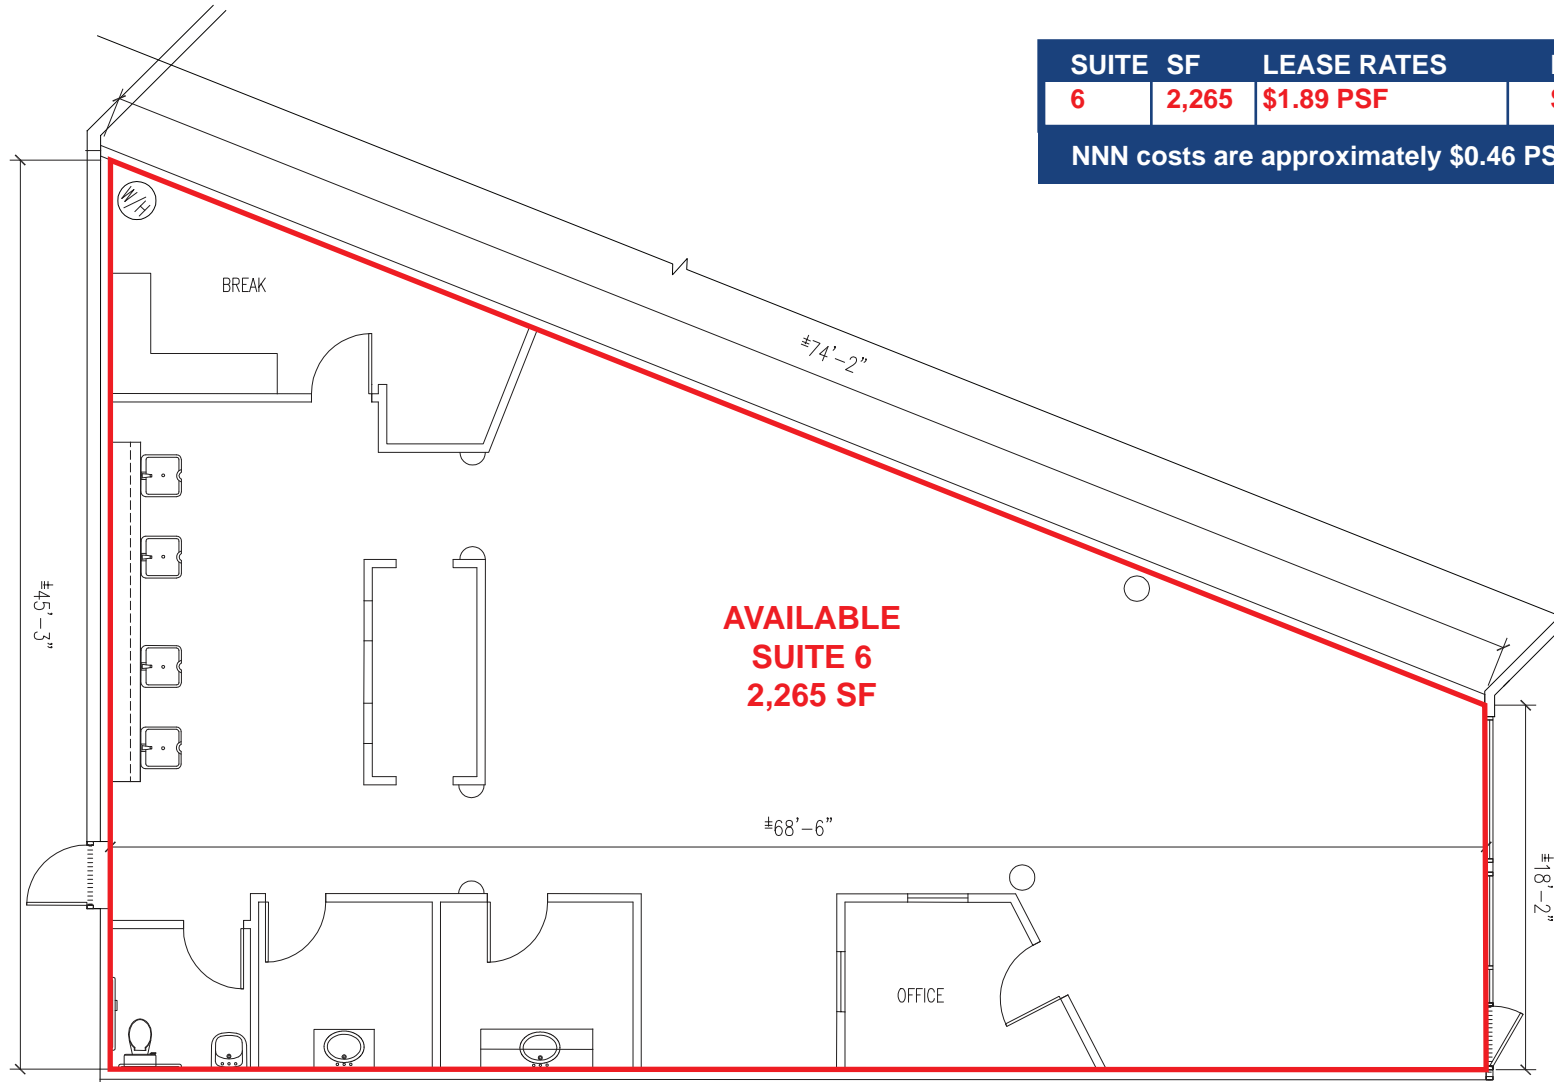 SUITE SF LEASE RATES
6 2,265 $1.89 PSF
NNN costs are approximately $0.46
W/H
BREAK
±74'-2"
±45'-3"
AVAILABLE
SUITE 6
2,265 SF
±68'-6"
±18'-2"
OFFICE